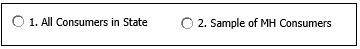 1. All Consumers in State 2. Sample of MH Consumers